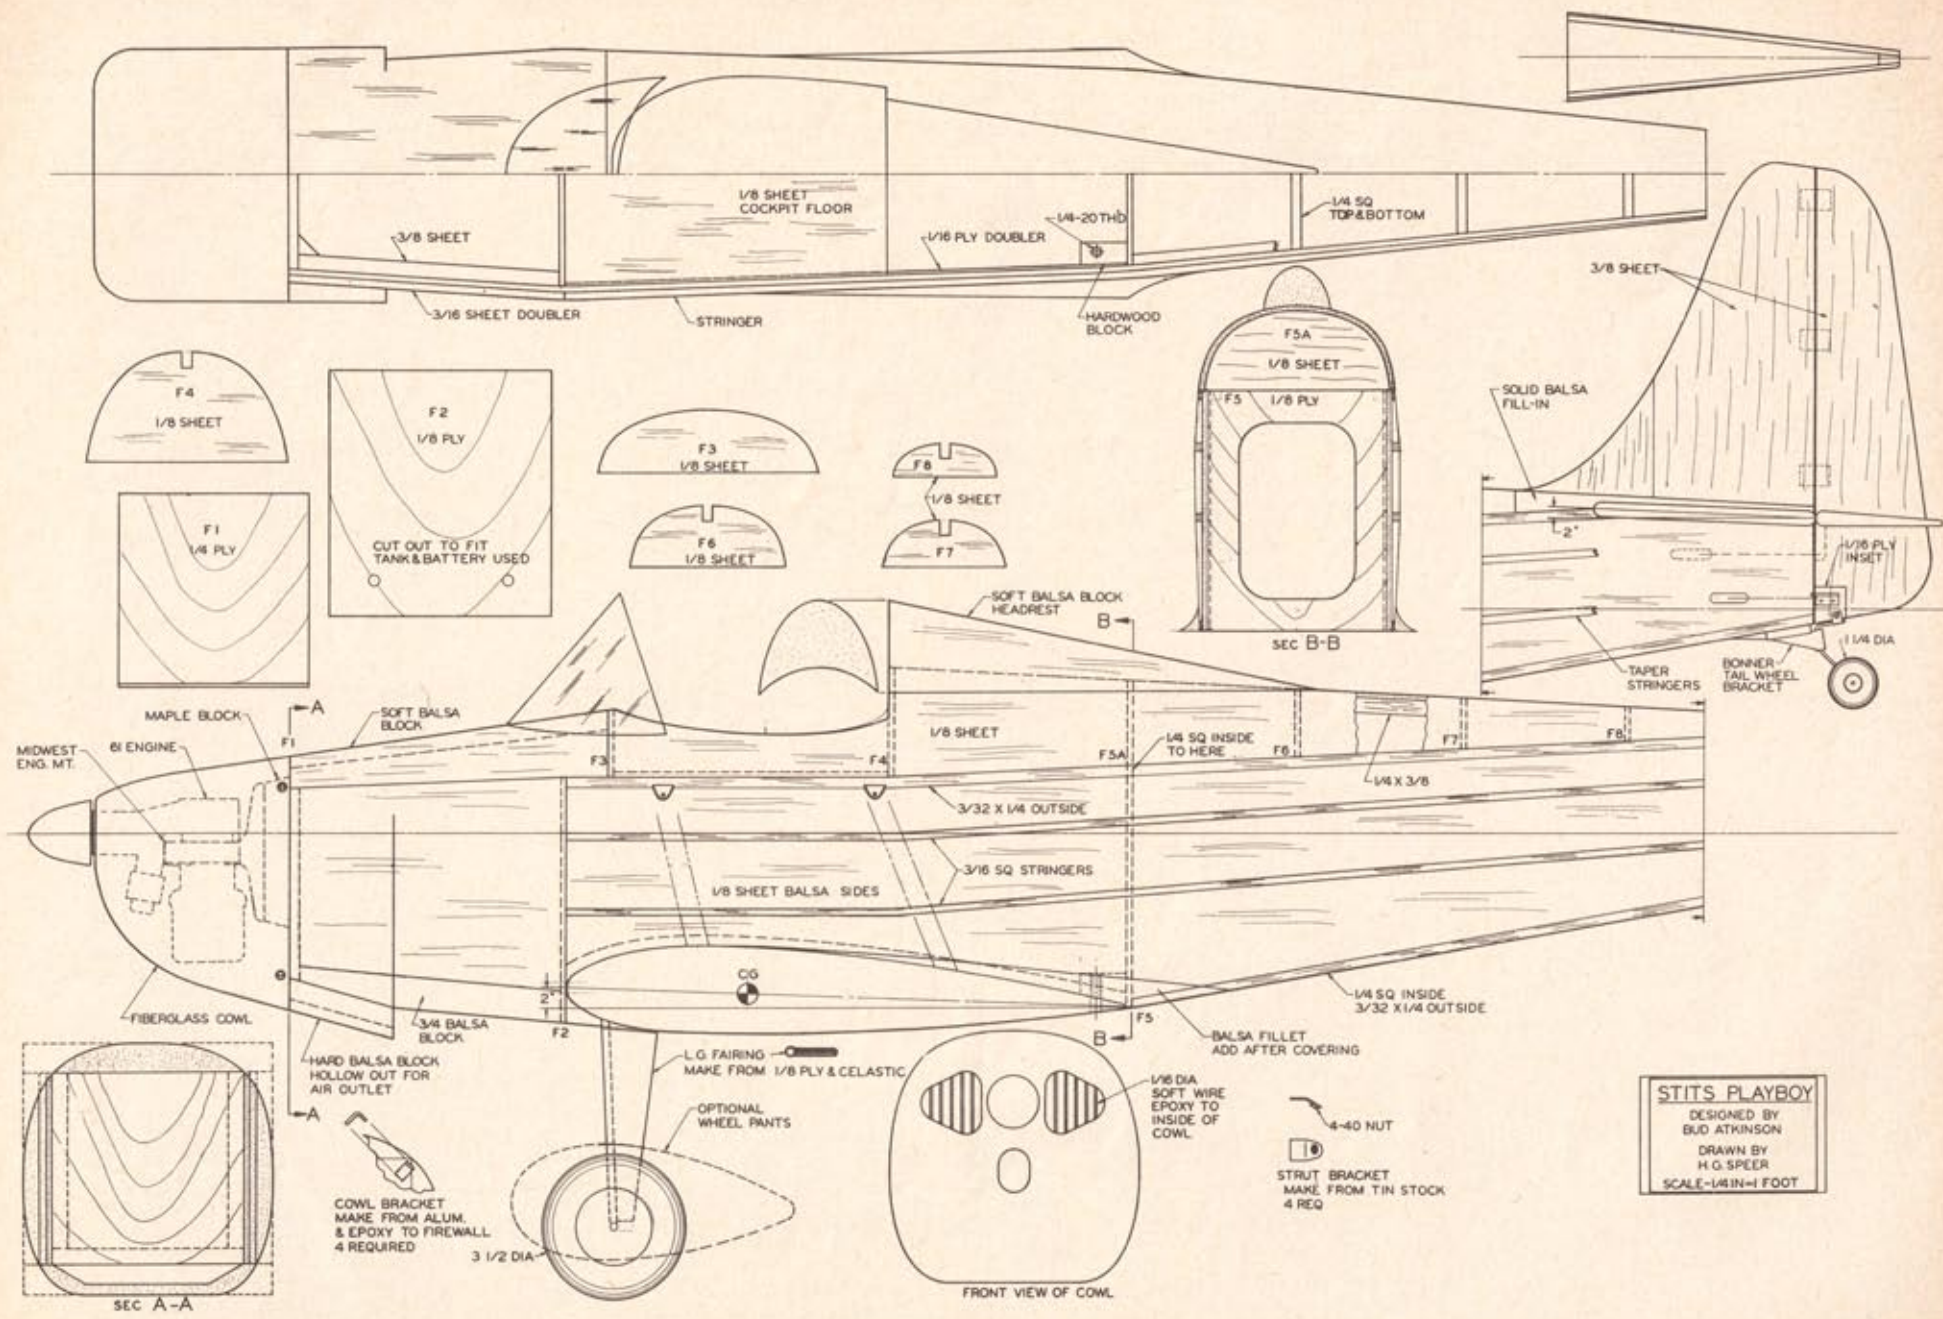 1/8 SHEET
COCKPIT FLOOR
1/4-20 THD
1/4 SQ
TOP & BOTTOM
3/8 SHEET
1/16 PLY DOUBLER
3/16 SHEET DOUBLER
STRINGER
HARDWOOD
BLOCK
3/8 SHEET
F4
1/8 SHEET
F2
1/8 PLY
CUT OUT TO FIT
TANK & BATTERY USED
F3
1/8 SHEET
F8
1/8 SHEET
F5A
1/8 SHEET
F5
1/8 PLY
SOLID BALSA
FILL-IN
F1
1/4 PLY
F6
1/8 SHEET
F7
2°
1/16 PLY
INSET
SOFT BALSA BLOCK
HEADREST
B
SEC B-B
1 1/4 DIA
TAPER
STRINGERS
BONNER
TAIL WHEEL
BRACKET
MAPLE BLOCK
A
SOFT BALSA
BLOCK
F1
MIDWEST
ENG. MT.
61 ENGINE
1/8 SHEET
F3
F4
F5A
1/4 SQ INSIDE
TO HERE
F6
F7
F8
1/4 X 3/8
3/32 X 1/4 OUTSIDE
3/16 SQ STRINGERS
1/8 SHEET BALSA SIDES
CG
2°
FIBERGLASS COWL
3/4 BALSA
BLOCK
F2
F5
B
1/4 SQ INSIDE
3/32 X 1/4 OUTSIDE
BALSA FILLET
ADD AFTER COVERING
HARD BALSA BLOCK
HOLLOW OUT FOR
AIR OUTLET
A
L.G. FAIRING
MAKE FROM 1/8 PLY & CELASTIC
OPTIONAL
WHEEL PANTS
1/16 DIA
SOFT WIRE
EPOXY TO
INSIDE OF
COWL
4-40 NUT
STRUT BRACKET
MAKE FROM TIN STOCK
4 REQ
COWL BRACKET
MAKE FROM ALUM.
& EPOXY TO FIREWALL
4 REQUIRED
3 1/2 DIA
SEC A-A
FRONT VIEW OF COWL
STITS PLAYBOY
DESIGNED BY
BUD ATKINSON
DRAWN BY
H.G. SPEER
SCALE-1/4 IN=1 FOOT